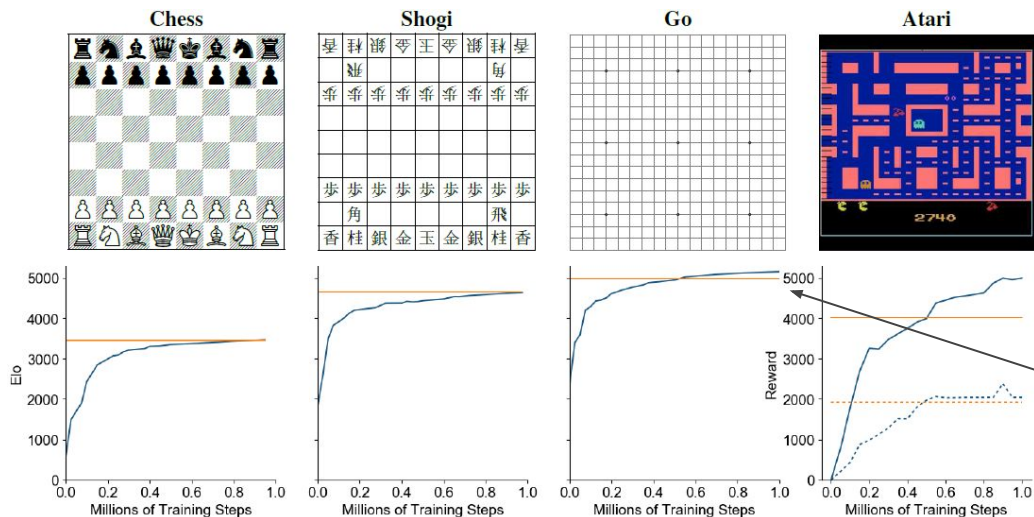 Chess
Shogi
Go
Atari
香 桂 銀 金 玉 金 銀 桂 香
飛 角
歩 歩 歩 歩 歩 歩 歩 歩 歩
歩 歩 歩 歩 歩 歩 歩 歩 歩
角 飛
香 桂 銀 金 玉 金 銀 桂 香
2746
5000
4000
3000
2000
1000
0
Elo
0.0 0.2 0.4 0.6 0.8 1.0
Millions of Training Steps
0.0 0.2 0.4 0.6 0.8 1.0
Millions of Training Steps
0.0 0.2 0.4 0.6 0.8 1.0
Millions of Training Steps
5000
4000
3000
2000
1000
0
Reward
0.0 0.2 0.4 0.6 0.8 1.0
Millions of Training Steps